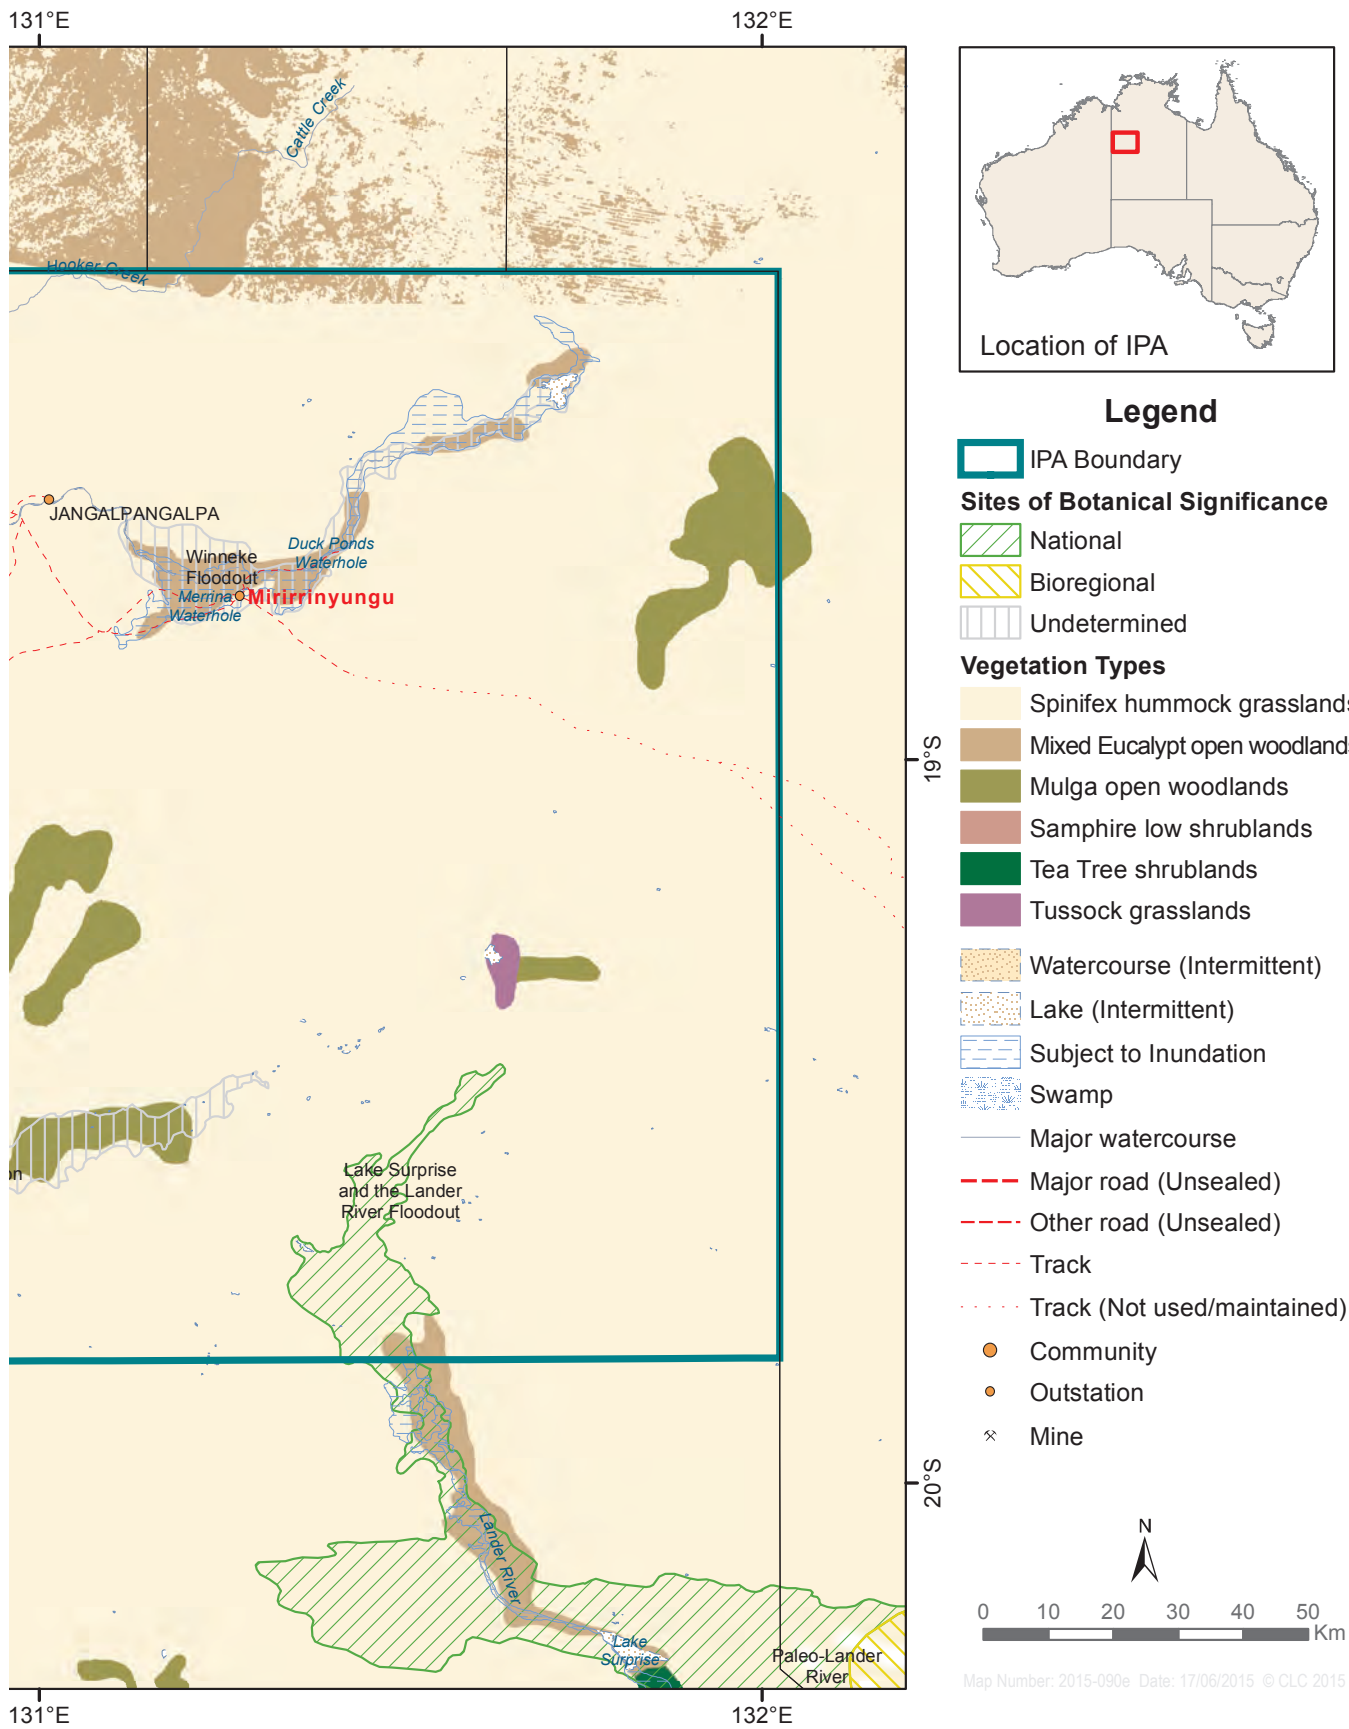 131°E
132°E
Cattle Creek
Hooker Creek
JANGALPANGALPA
Winneke
Floodout
Duck Ponds
Waterhole
Merrina
Waterhole
Mirirrinyungu
19°S
on
Lake Surprise
and the Lander
River Floodout
20°S
Lander River
Lake
Surprise
Paleo-Lander
River
131°E
132°E
Location of IPA
Legend
IPA Boundary
Sites of Botanical Significance
National
Bioregional
Undetermined
Vegetation Types
Spinifex hummock grasslands
Mixed Eucalypt open woodlands
Mulga open woodlands
Samphire low shrublands
Tea Tree shrublands
Tussock grasslands
Watercourse (Intermittent)
Lake (Intermittent)
Subject to Inundation
Swamp
Major watercourse
Major road (Unsealed)
Other road (Unsealed)
Track
Track (Not used/maintained)
Community
Outstation
Mine
N
0 10 20 30 40 50
Km
Map Number: 2015-090e Date: 17/06/2015 © CLC 2015